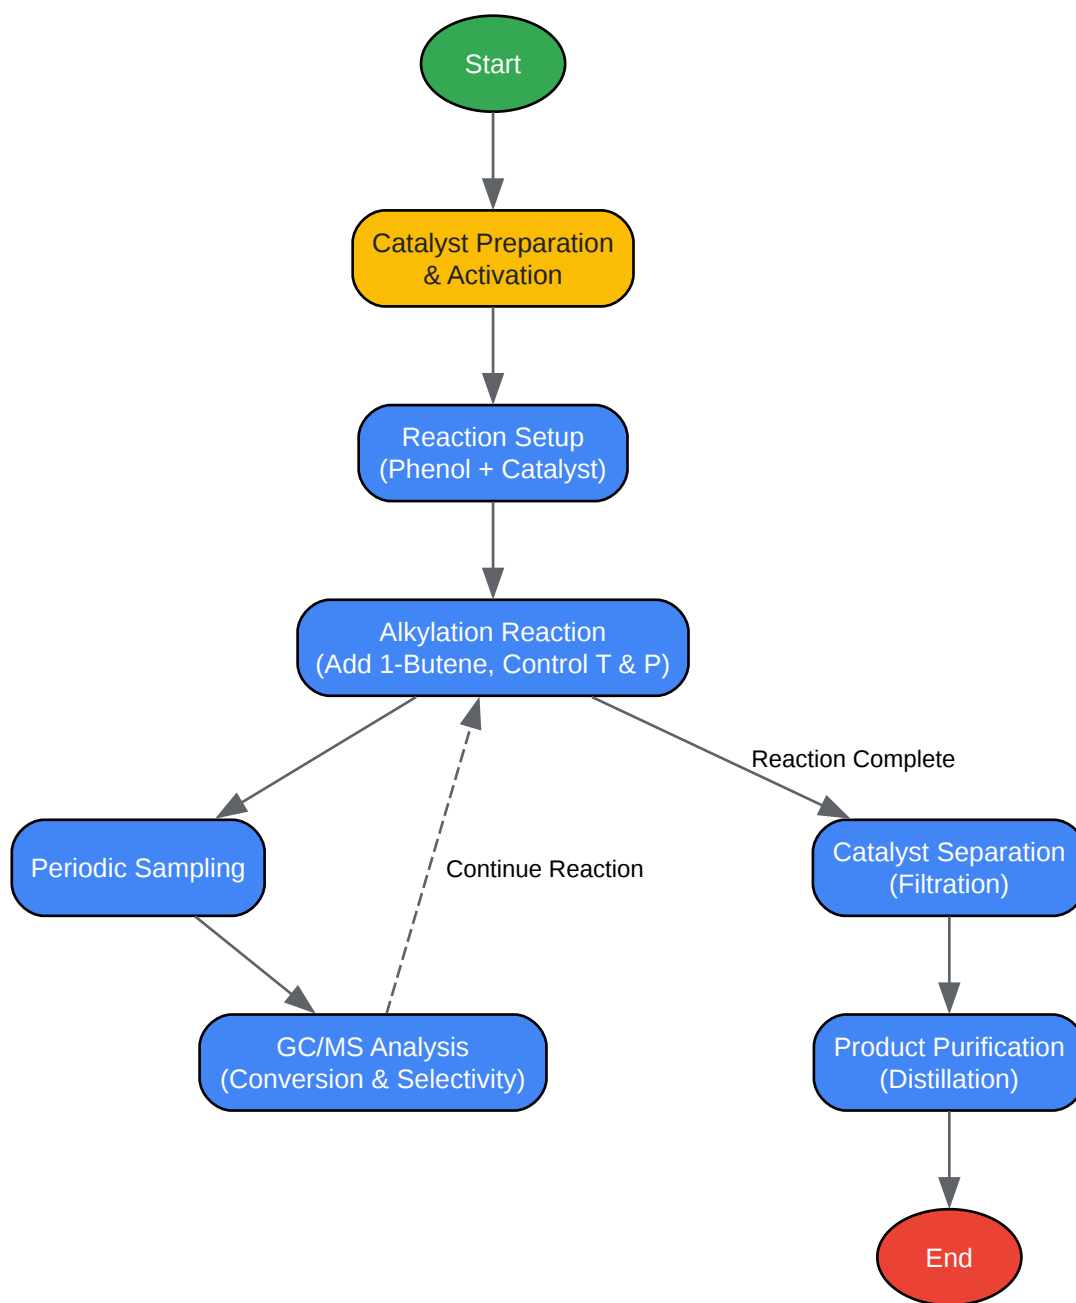 Start
Catalyst Preparation
& Activation
Reaction Setup
(Phenol + Catalyst)
Alkylation Reaction
(Add 1-Butene, Control T & P)
Reaction Complete
Periodic Sampling
Continue Reaction
Catalyst Separation
(Filtration)
GC/MS Analysis
(Conversion & Selectivity)
Product Purification
(Distillation)
End